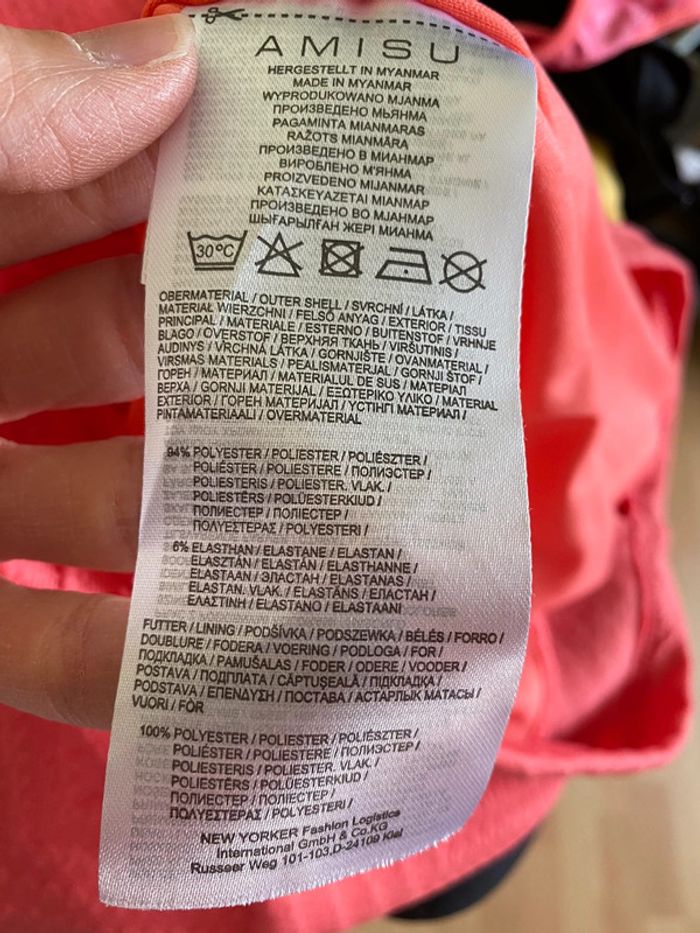 AMISU
HERGESTELLT IN MYANMAR
MADE IN MYANMAR
WYPRODUKOWANO MJANMA
ПРОИЗВЕДЕНО МЬЯНМА
PAGAMINTA MIANMARAS
RAŽOTS MIANMĀRA
ПРОИЗВЕДЕНО В МИАНМАР
ВИРОБЛЕНО М'ЯНМА
PROIZVEDENO MIJANMAR
ΚΑΤΑΣΚΕΥΑΖΕΤΑΙ ΜΙΑΝΜΑΡ
ПРОИЗВЕДЕНО ВО МЈАНМАР
ШЫҒАРЫЛҒАН ЖЕРІ МИАНМА
30°C
OBERMATERIAL / OUTER SHELL / SVRCHNÍ / LÁTKA /
MATERIAŁ WIERZCHNI / FELSŐ ANYAG / EXTERIOR / TISSU
PRINCIPAL / MATERIALE / ESTERNO / BUITENSTOF / VRHNJE
BLAGO / OVERSTOF / ВЕРХНЯЯ ТКАНЬ / VIRŠUTINIS /
AUDINYS / VRCHNÁ LÁTKA / GORNJIŠTE / OVANMATERIAL /
VIRSMAS MATERIALS / PEALISMATERJAL / GORNJI ŠTOF /
ГОРЕН / МАТЕРИАЛ / MATERIALUL DE SUS / МАТЕРІАЛ
ВЕРХА / GORNJI MATERIJAL / ΕΞΩΤΕΡΙΚΟ ΥΛΙΚΟ / MATERIAL
EXTERIOR / ГОРЕН МАТЕРИЈАЛ / ҮСТІҢГІ МАТЕРИАЛ /
PINTAMATERIAALI / OVERMATERIAL
94% POLYESTER / POLIESTER / POLIÉSZTER /
POLIÉSTER / POLIESTERE / ПОЛИЭСТЕР /
POLIESTERIS / POLIESTER. VLAK. /
POLIESTĒRS / POLÜESTERKIUD /
ПОЛИЕСТЕР / ПОЛІЕСТЕР /
ΠΟΛΥΕΣΤΕΡΑΣ / POLYESTERI /
6% ELASTHAN / ELASTANE / ELASTAN /
ELASZTÁN / ELASTÁN / ELASTHANNE /
ELASTAAN / ЭЛАСТАН / ELASTANAS /
ELASTAN. VLAK. / ELASTĀNS / ЕЛАСТАН /
ΕΛΑΣΤΙΝΗ / ELASTANO / ELASTAANI
FUTTER / LINING / PODŠÍVKA / PODSZEWKA / BÉLÉS / FORRO /
DOUBLURE / FODERA / VOERING / PODLOGA / FOR /
ПОДКЛАДКА / PAMUŠALAS / FODER / ODERE / VOODER /
POSTAVA / ПОДПЛАТА / CĂPTUȘEALĂ / ПІДКЛАДКА /
PODSTAVA / ΕΠΕΝΔΥΣΗ / ПОСТАВА / АСТАРЛЫҚ МАТАСЫ /
VUORI / FÔR
100% POLYESTER / POLIESTER / POLIÉSZTER /
POLIÉSTER / POLIESTERE / ПОЛИЭСТЕР /
POLIESTERIS / POLIESTER. VLAK. /
POLIESTĒRS / POLÜESTERKIUD /
ПОЛИЕСТЕР / ПОЛІЕСТЕР /
ΠΟΛΥΕΣΤΕΡΑΣ / POLYESTERI /
NEW YORKER Fashion Logistics
International GmbH & Co.KG
Russeer Weg 101-103,D-24109 Kiel